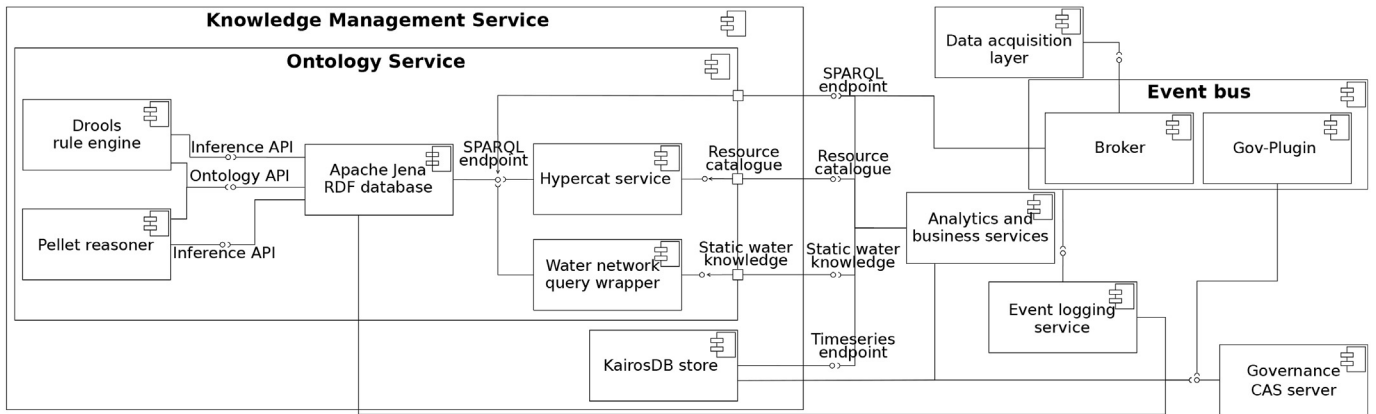 Knowledge Management Service
Ontology Service
Drools
rule engine
Inference API
Ontology API
Pellet reasoner
Inference API
Apache Jena
RDF database
SPARQL
endpoint
Hypercat service
Water network
query wrapper
Resource
catalogue
Static water
knowledge
KairosDB store
SPARQL
endpoint
Resource
catalogue
Static water
knowledge
Timeseries
endpoint
Data acquisition
layer
Event bus
Broker
Gov-Plugin
Analytics and
business services
Event logging
service
Governance
CAS server